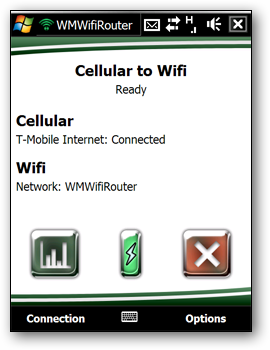 WMWifiRouter
H
Cellular to Wifi
Ready
Cellular
T-Mobile Internet: Connected
Wifi
Network: WMWifiRouter
Connection
Options